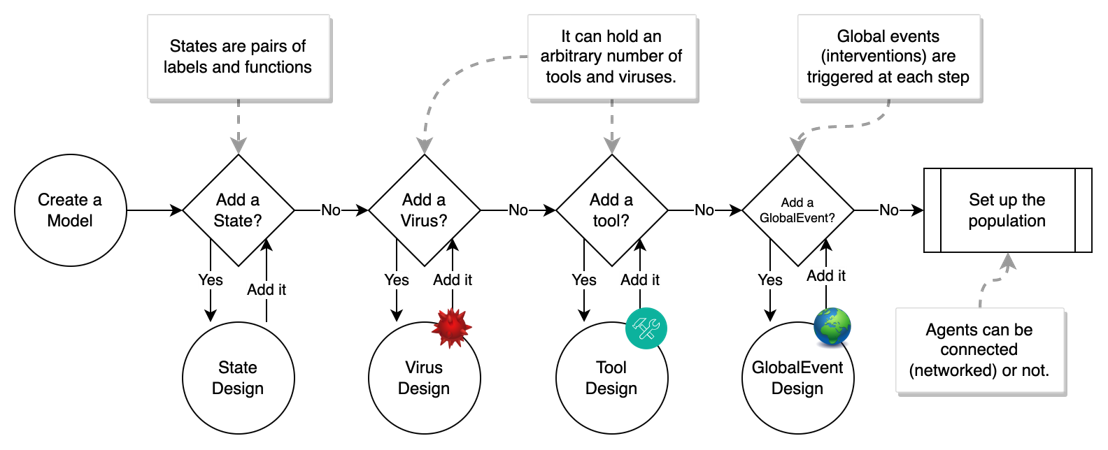 States are pairs of
labels and functions
It can hold an
arbitrary number of
tools and viruses.
Global events
(interventions) are
triggered at each step
Create a
Model
Add a
State?
No
Add a
Virus?
No
Add a
tool?
No
Add a
GlobalEvent?
No
Set up the
population
Yes
Add it
Yes
Add it
Yes
Add it
Yes
Add it
State
Design
Virus
Design
Tool
Design
GlobalEvent
Design
Agents can be
connected
(networked) or not.